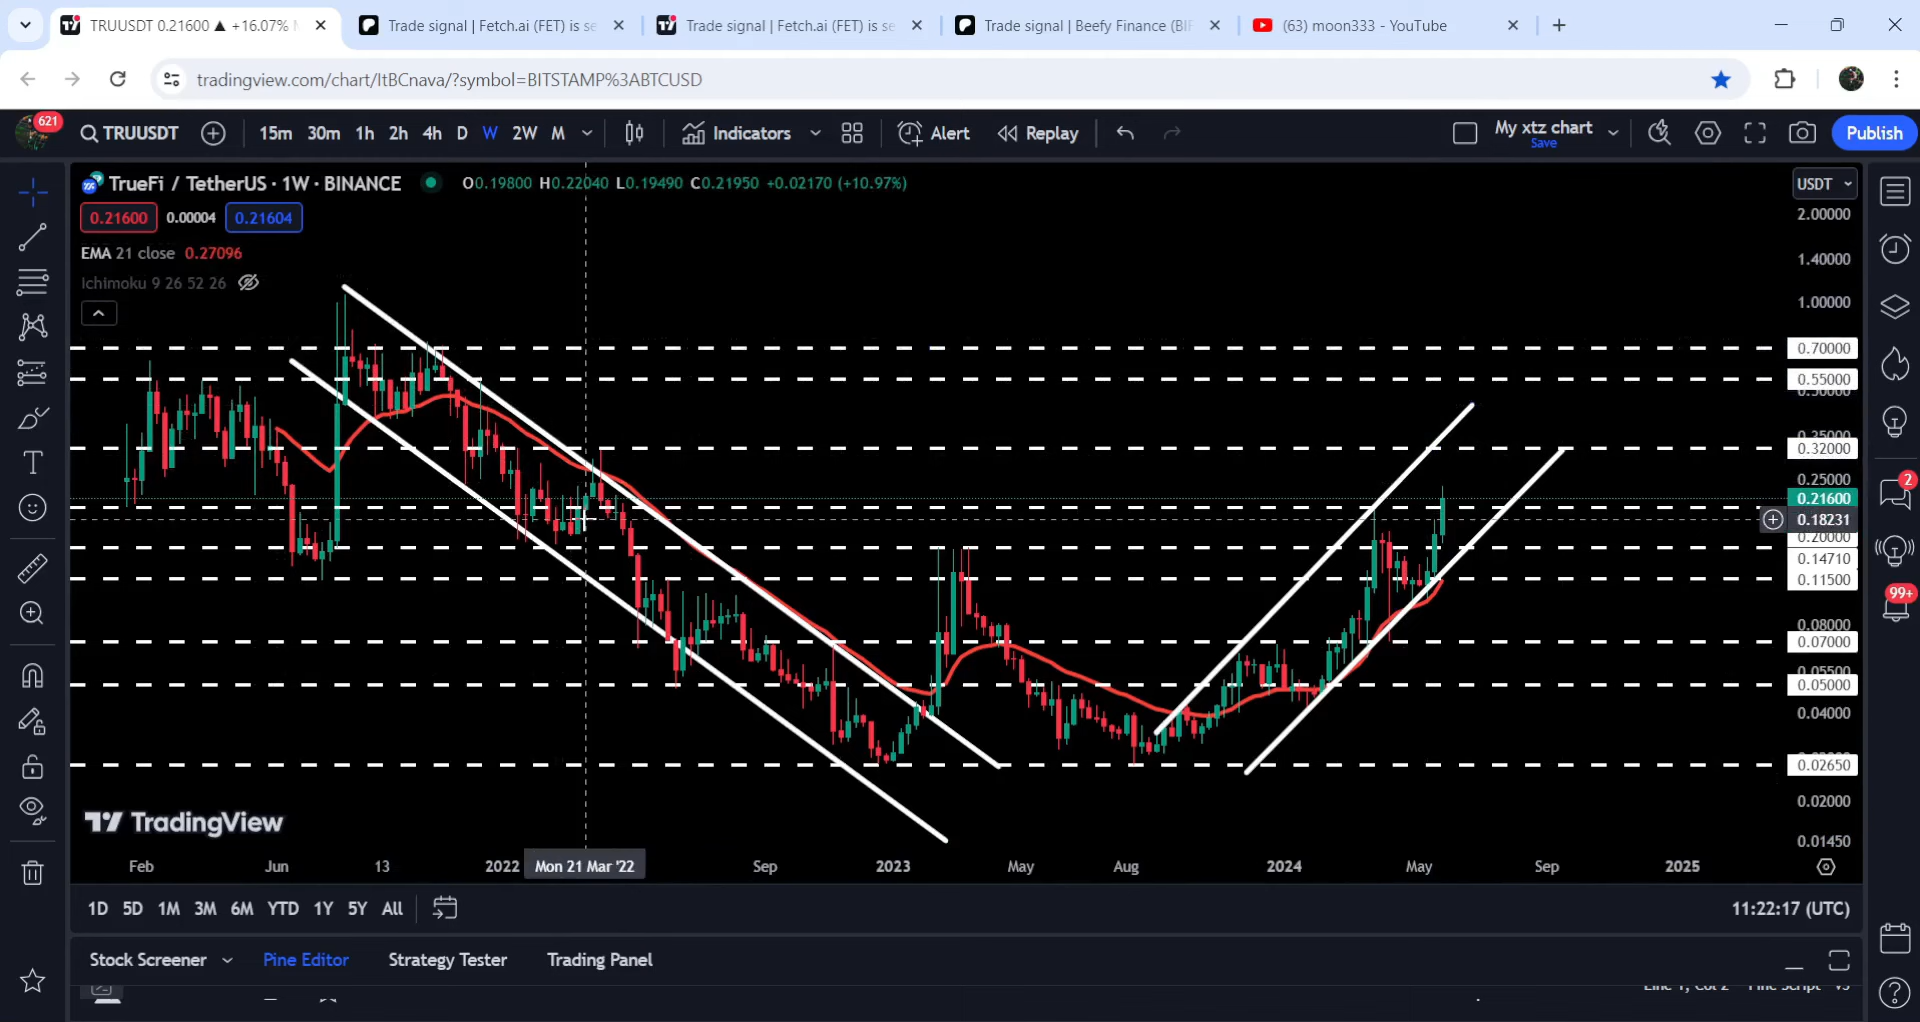 TRUUSDT 0.21600 ▲ +16.07%
Trade signal | Fetch.ai (FET) is se
Trade signal | Fetch.ai (FET) is se
Trade signal | Beefy Finance (BIF
(63) moon333 - YouTube
tradingview.com/chart/ItBCnava/?symbol=BITSTAMP%3ABTCUSD
621
TRUUSDT
15m 30m 1h 2h 4h D W 2W M
Indicators
Alert
Replay
My xtz chart
Save
Publish
TrueFi / TetherUS · 1W · BINANCE
O0.19800 H0.22040 L0.19490 C0.21950 +0.02170 (+10.97%)
USDT
0.21600 0.00004 0.21604
EMA 21 close 0.27096
Ichimoku 9 26 52 26
2.00000
1.40000
1.00000
0.70000
0.55000
0.32000
0.25000
0.21600
0.18231
0.20000
0.14710
0.11500
0.08000
0.07000
0.05500
0.05000
0.04000
0.02650
0.02000
0.01450
2
99+
TradingView
Feb Jun 13 2022 Mon 21 Mar '22 Sep 2023 May Aug 2024 May Sep 2025
1D 5D 1M 3M 6M YTD 1Y 5Y All
11:22:17 (UTC)
Stock Screener Pine Editor Strategy Tester Trading Panel